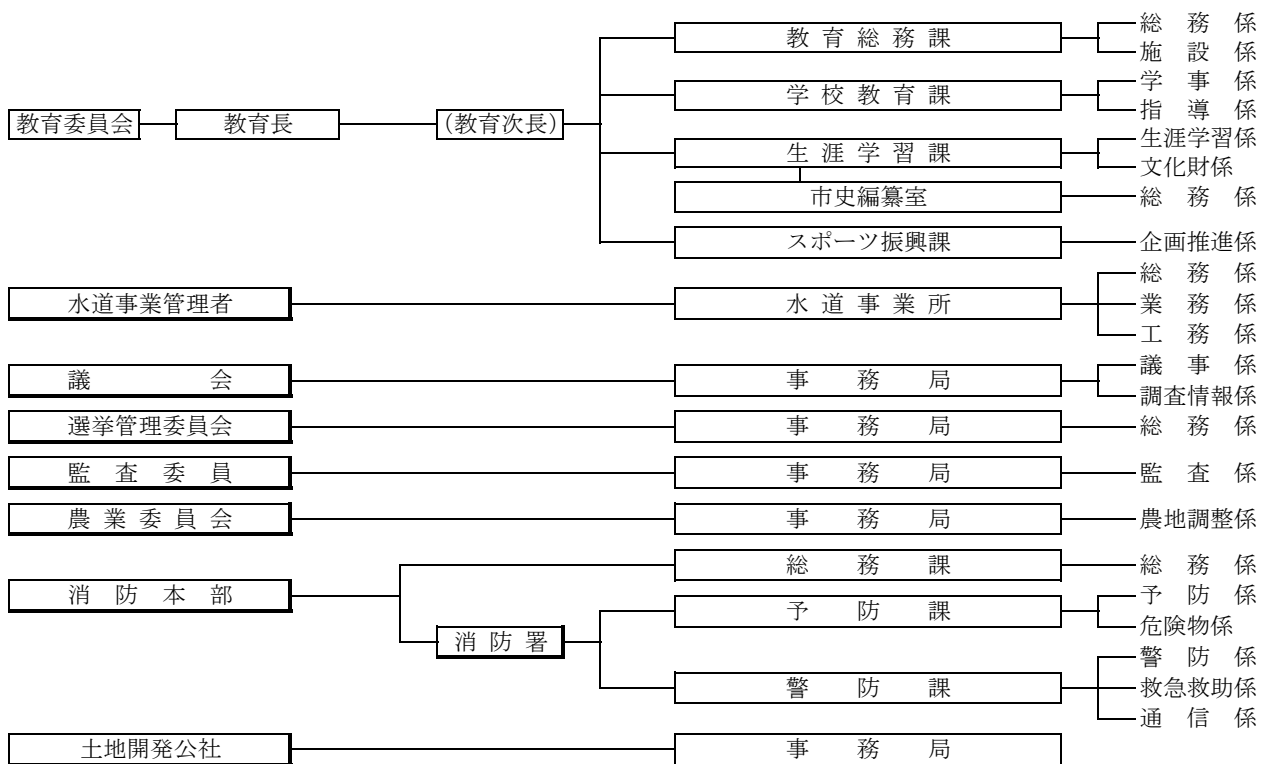 総　務　係
教 育 総 務 課
施　設　係
学　事　係
学 校 教 育 課
指　導　係
教育委員会　教育長　(教育次長)
生涯学習係
生 涯 学 習 課
文化財係
市史編纂室　総　務　係
スポーツ振興課　企画推進係
総　務　係
水道事業管理者　水 道 事 業 所　業　務　係
工　務　係
議　事　係
議　　　会　事　務　局
調査情報係
選挙管理委員会　事　務　局　総　務　係
監　査　委　員　事　務　局　監　査　係
農 業 委 員 会　事　務　局　農地調整係
総　務　課　総　務　係
消　防　本　部　予　防　係
予　防　課
危険物係
消 防 署
警　防　係
警　防　課　救急救助係
通　信　係
土地開発公社　事　務　局